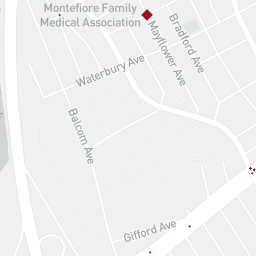 Montefiore Family
Medical Association
Mayflower Ave
Bradford Ave
Waterbury Ave
Balcom Ave
Gifford Ave